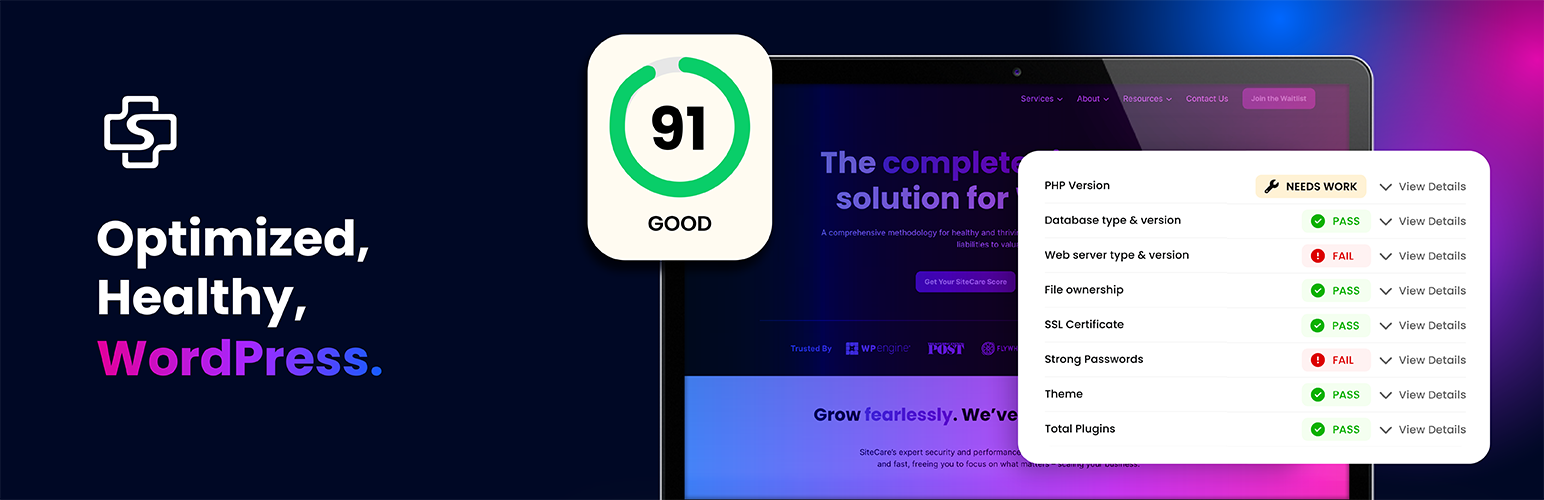 Optimized,
Healthy,
WordPress.
91
GOOD
Services
About
Resources
Contact Us
Join the Waitlist
The complete
solution for
A comprehensive methodology for healthy and thriving
liabilities to
Get Your SiteCare Score
Trusted By
WP engine
POST
Grow fearlessly. We've
SiteCare's expert security and performance
and fast, freeing you to focus on what matters – scaling your business.
PHP Version NEEDS WORK View Details
Database type & version PASS View Details
Web server type & version FAIL View Details
File ownership PASS View Details
SSL Certificate PASS View Details
Strong Passwords FAIL View Details
Theme PASS View Details
Total Plugins PASS View Details